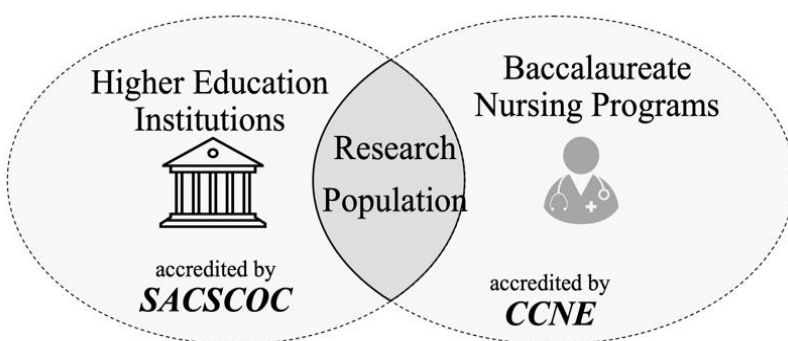 Higher Education
Institutions
accredited by
SACSCOC
Research
Population
Baccalaureate
Nursing Programs
accredited by
CCNE